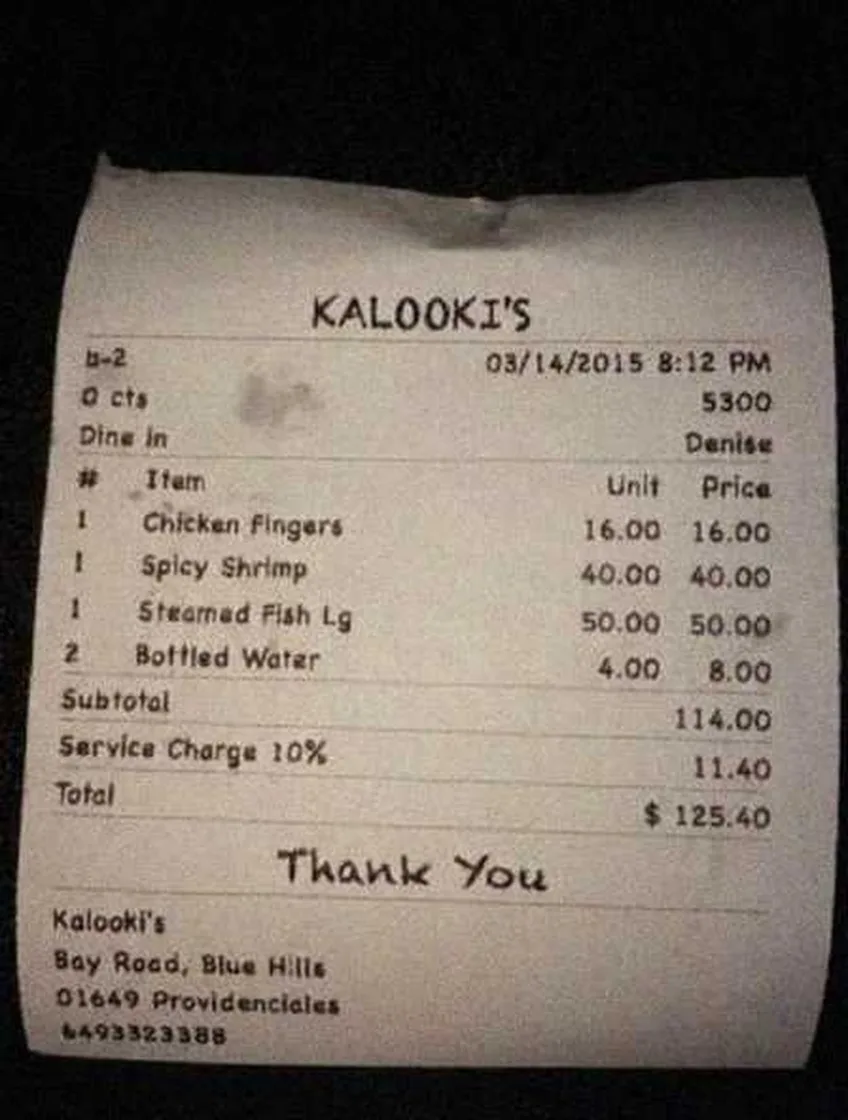 KALOOKI'S
b-2 03/14/2015 8:12 PM
0 cts 5300
Dine in Denise
# Item Unit Price
1 Chicken Fingers 16.00 16.00
1 Spicy Shrimp 40.00 40.00
1 Steamed Fish Lg 50.00 50.00
2 Bottled Water 4.00 8.00
Subtotal 114.00
Service Charge 10% 11.40
Total $ 125.40
Thank You
Kalooki's
Bay Road, Blue Hills
01649 Providenciales
6493323388